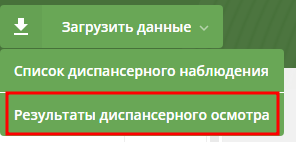 Загрузить данные
Список диспансерного наблюдения
Результаты диспансерного осмотра